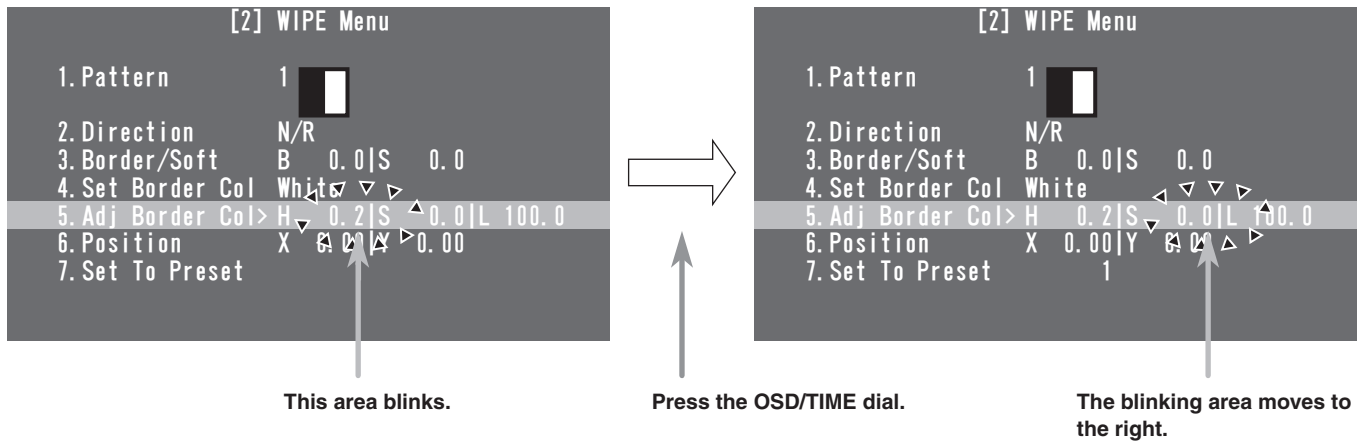 [2] WIPE Menu
1. Pattern 1
2. Direction N/R
3. Border/Soft B 0.0|S 0.0
4. Set Border Col White
5. Adj Border Col> H 0.2|S 0.0|L 100.0
6. Position X 0.00|Y 0.00
7. Set To Preset
This area blinks.
Press the OSD/TIME dial.
[2] WIPE Menu
1. Pattern 1
2. Direction N/R
3. Border/Soft B 0.0|S 0.0
4. Set Border Col White
5. Adj Border Col> H 0.2|S 0.0|L 100.0
6. Position X 0.00|Y 0.00
7. Set To Preset 1
The blinking area moves to
the right.